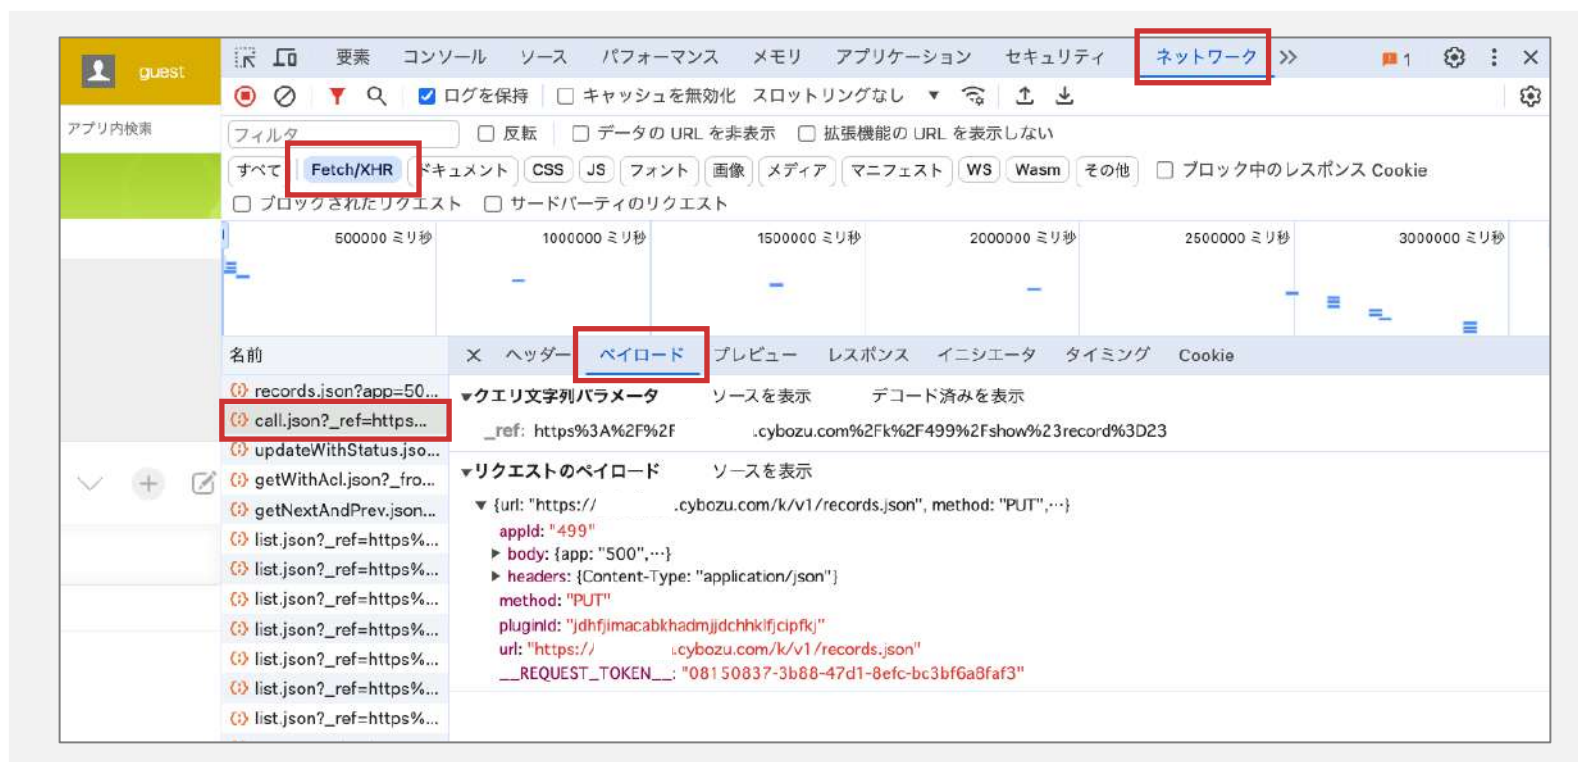 guest
要素 コンソール ソース パフォーマンス メモリ アプリケーション セキュリティ ネットワーク 1
ログを保持 キャッシュを無効化 スロットリングなし
アプリ内検索
フィルタ 反転 データの URL を非表示 拡張機能の URL を表示しない
すべて Fetch/XHR ドキュメント CSS JS フォント 画像 メディア マニフェスト WS Wasm その他 ブロック中のレスポンス Cookie
ブロックされたリクエスト サードパーティのリクエスト
500000 ミリ秒 1000000 ミリ秒 1500000 ミリ秒 2000000 ミリ秒 2500000 ミリ秒 3000000 ミリ秒
名前
ヘッダー ペイロード プレビュー レスポンス イニシエータ タイミング Cookie
records.json?app=50...
call.json?_ref=https...
updateWithStatus.jso...
getWithAcl.json?_fro...
getNextAndPrev.json...
list.json?_ref=https%...
list.json?_ref=https%...
list.json?_ref=https%...
list.json?_ref=https%...
list.json?_ref=https%...
list.json?_ref=https%...
list.json?_ref=https%...
▼クエリ文字列パラメータ ソースを表示 デコード済みを表示
_ref: https%3A%2F%2F .cybozu.com%2Fk%2F499%2Fshow%23record%3D23
▼リクエストのペイロード ソースを表示
▼ {url: "https:// .cybozu.com/k/v1/records.json", method: "PUT",…}
appId: "499"
▶ body: {app: "500",…}
▶ headers: {Content-Type: "application/json"}
method: "PUT"
pluginId: "jdhfjimacabkhadmjjdchhklfjcipfkj"
url: "https:// .cybozu.com/k/v1/records.json"
__REQUEST_TOKEN__: "08150837-3b88-47d1-8efc-bc3bf6a8faf3"